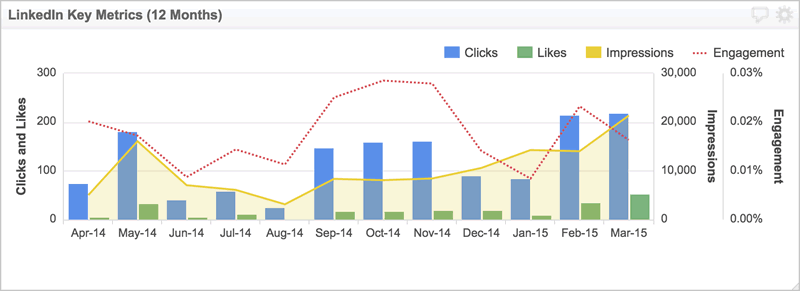 LinkedIn Key Metrics (12 Months)
Clicks Likes Impressions Engagement
300 30,000 0.03%
200 20,000 0.02%
100 10,000 0.01%
0 0 0.00%
Clicks and Likes
Impressions
Engagement
Apr-14 May-14 Jun-14 Jul-14 Aug-14 Sep-14 Oct-14 Nov-14 Dec-14 Jan-15 Feb-15 Mar-15